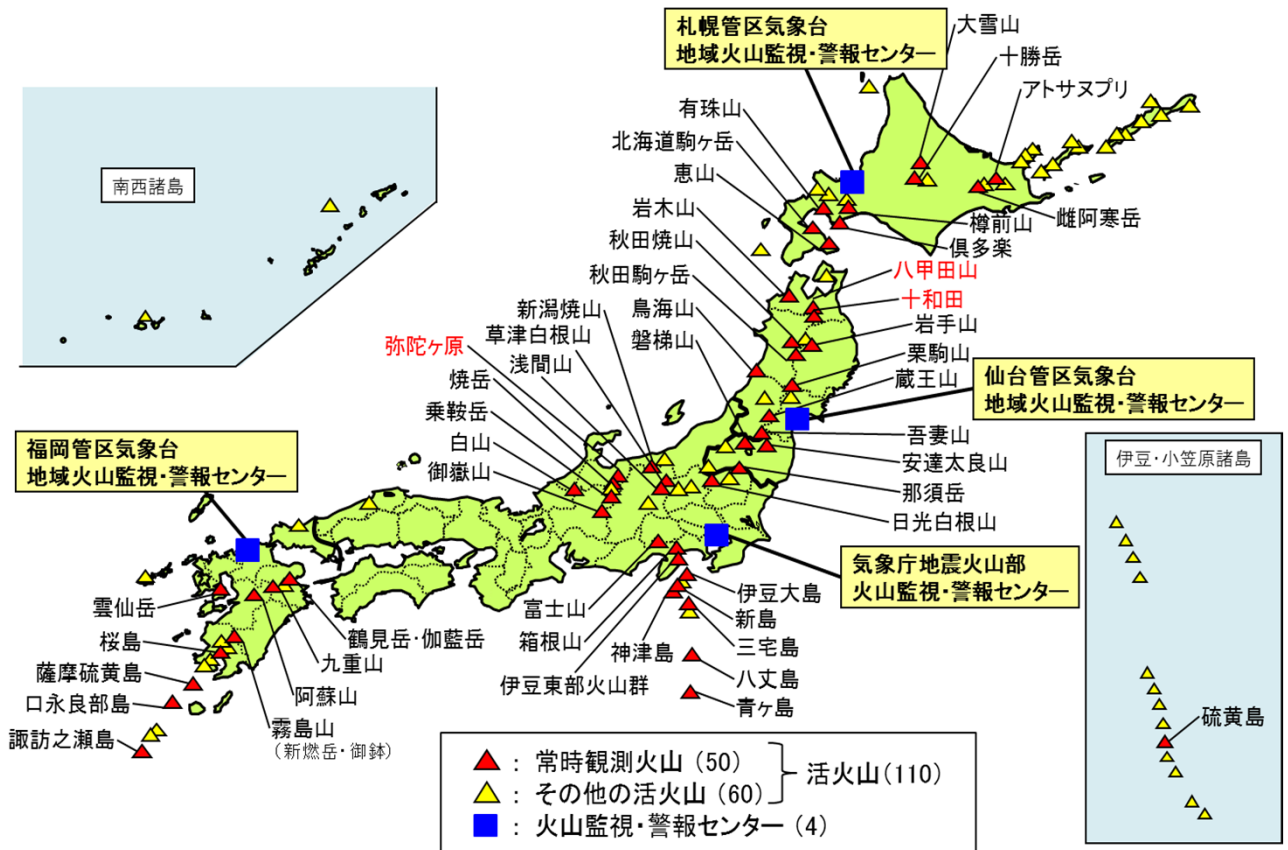 札幌管区気象台
地域火山監視・警報センター
大雪山
十勝岳
アトサヌプリ
有珠山
北海道駒ヶ岳
恵山
岩木山
秋田焼山
秋田駒ヶ岳
鳥海山
磐梯山
新潟焼山
草津白根山
浅間山
弥陀ヶ原
焼岳
乗鞍岳
白山
御嶽山
雌阿寒岳
樽前山
倶多楽
八甲田山
十和田
岩手山
栗駒山
蔵王山
仙台管区気象台
地域火山監視・警報センター
吾妻山
安達太良山
那須岳
日光白根山
気象庁地震火山部
火山監視・警報センター
南西諸島
福岡管区気象台
地域火山監視・警報センター
伊豆・小笠原諸島
硫黄島
雲仙岳
桜島
薩摩硫黄島
口永良部島
諏訪之瀬島
鶴見岳・伽藍岳
九重山
阿蘇山
霧島山
(新燃岳・御鉢)
富士山
箱根山
伊豆東部火山群
神津島
伊豆大島
新島
三宅島
八丈島
青ヶ島
： 常時観測火山 (50)
： その他の活火山 (60)
活火山(110)
： 火山監視・警報センター (4)